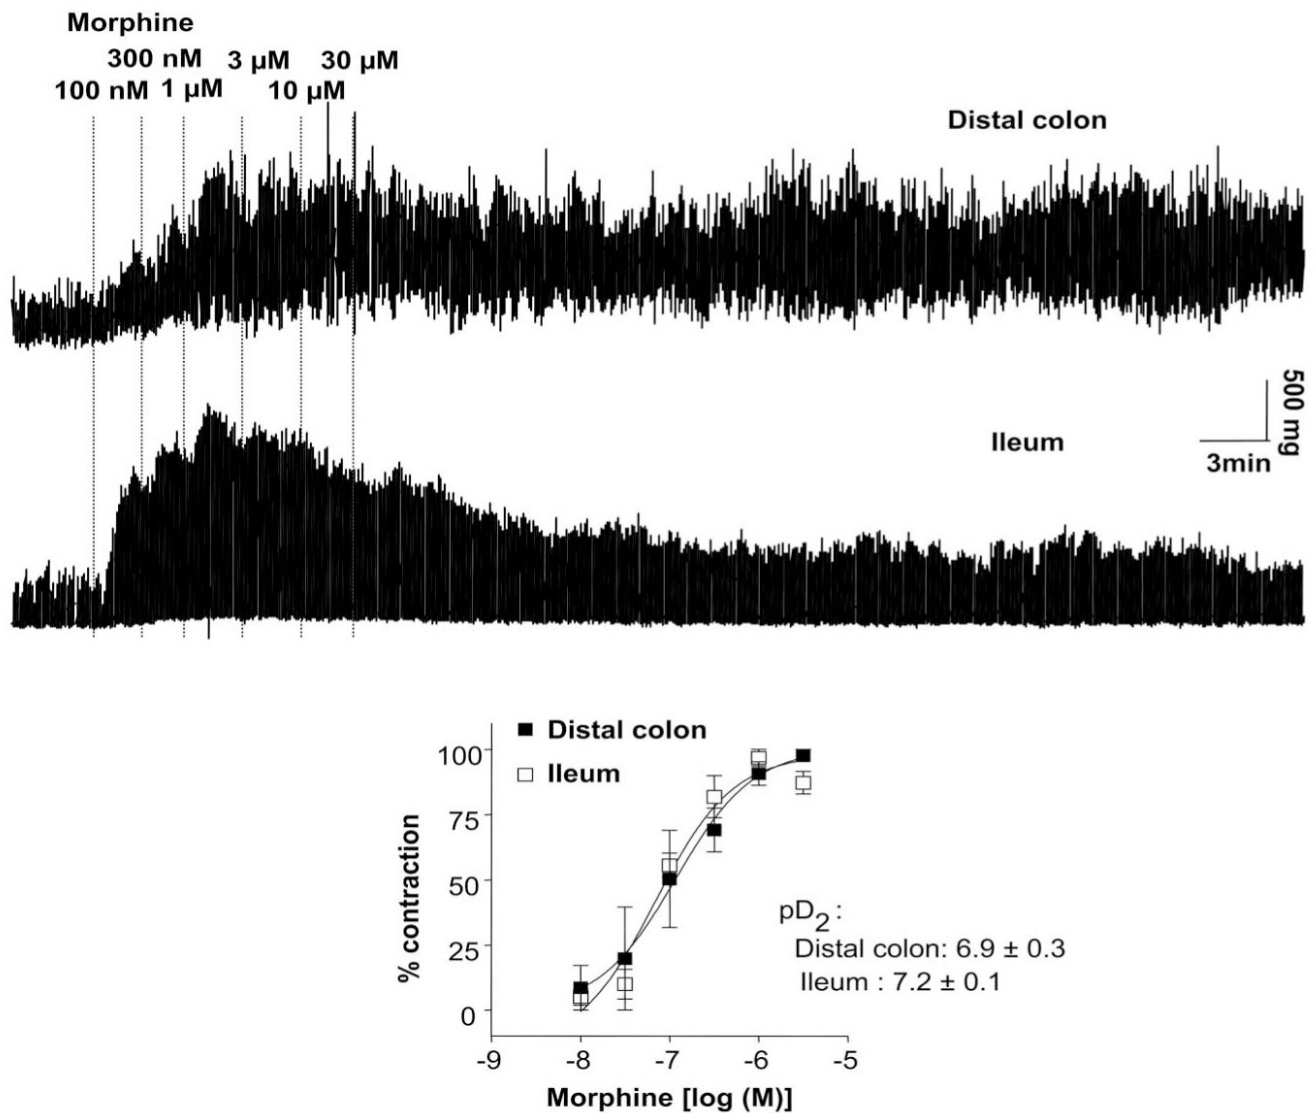 Morphine
300 nM 3 µM 30 µM
100 nM 1 µM 10 µM
Distal colon
500 mg
Ileum
3min
Distal colon
Ileum
100
75
50
25
0
% contraction
pD2 :
Distal colon: 6.9 ± 0.3
Ileum : 7.2 ± 0.1
-9 -8 -7 -6 -5
Morphine [log (M)]